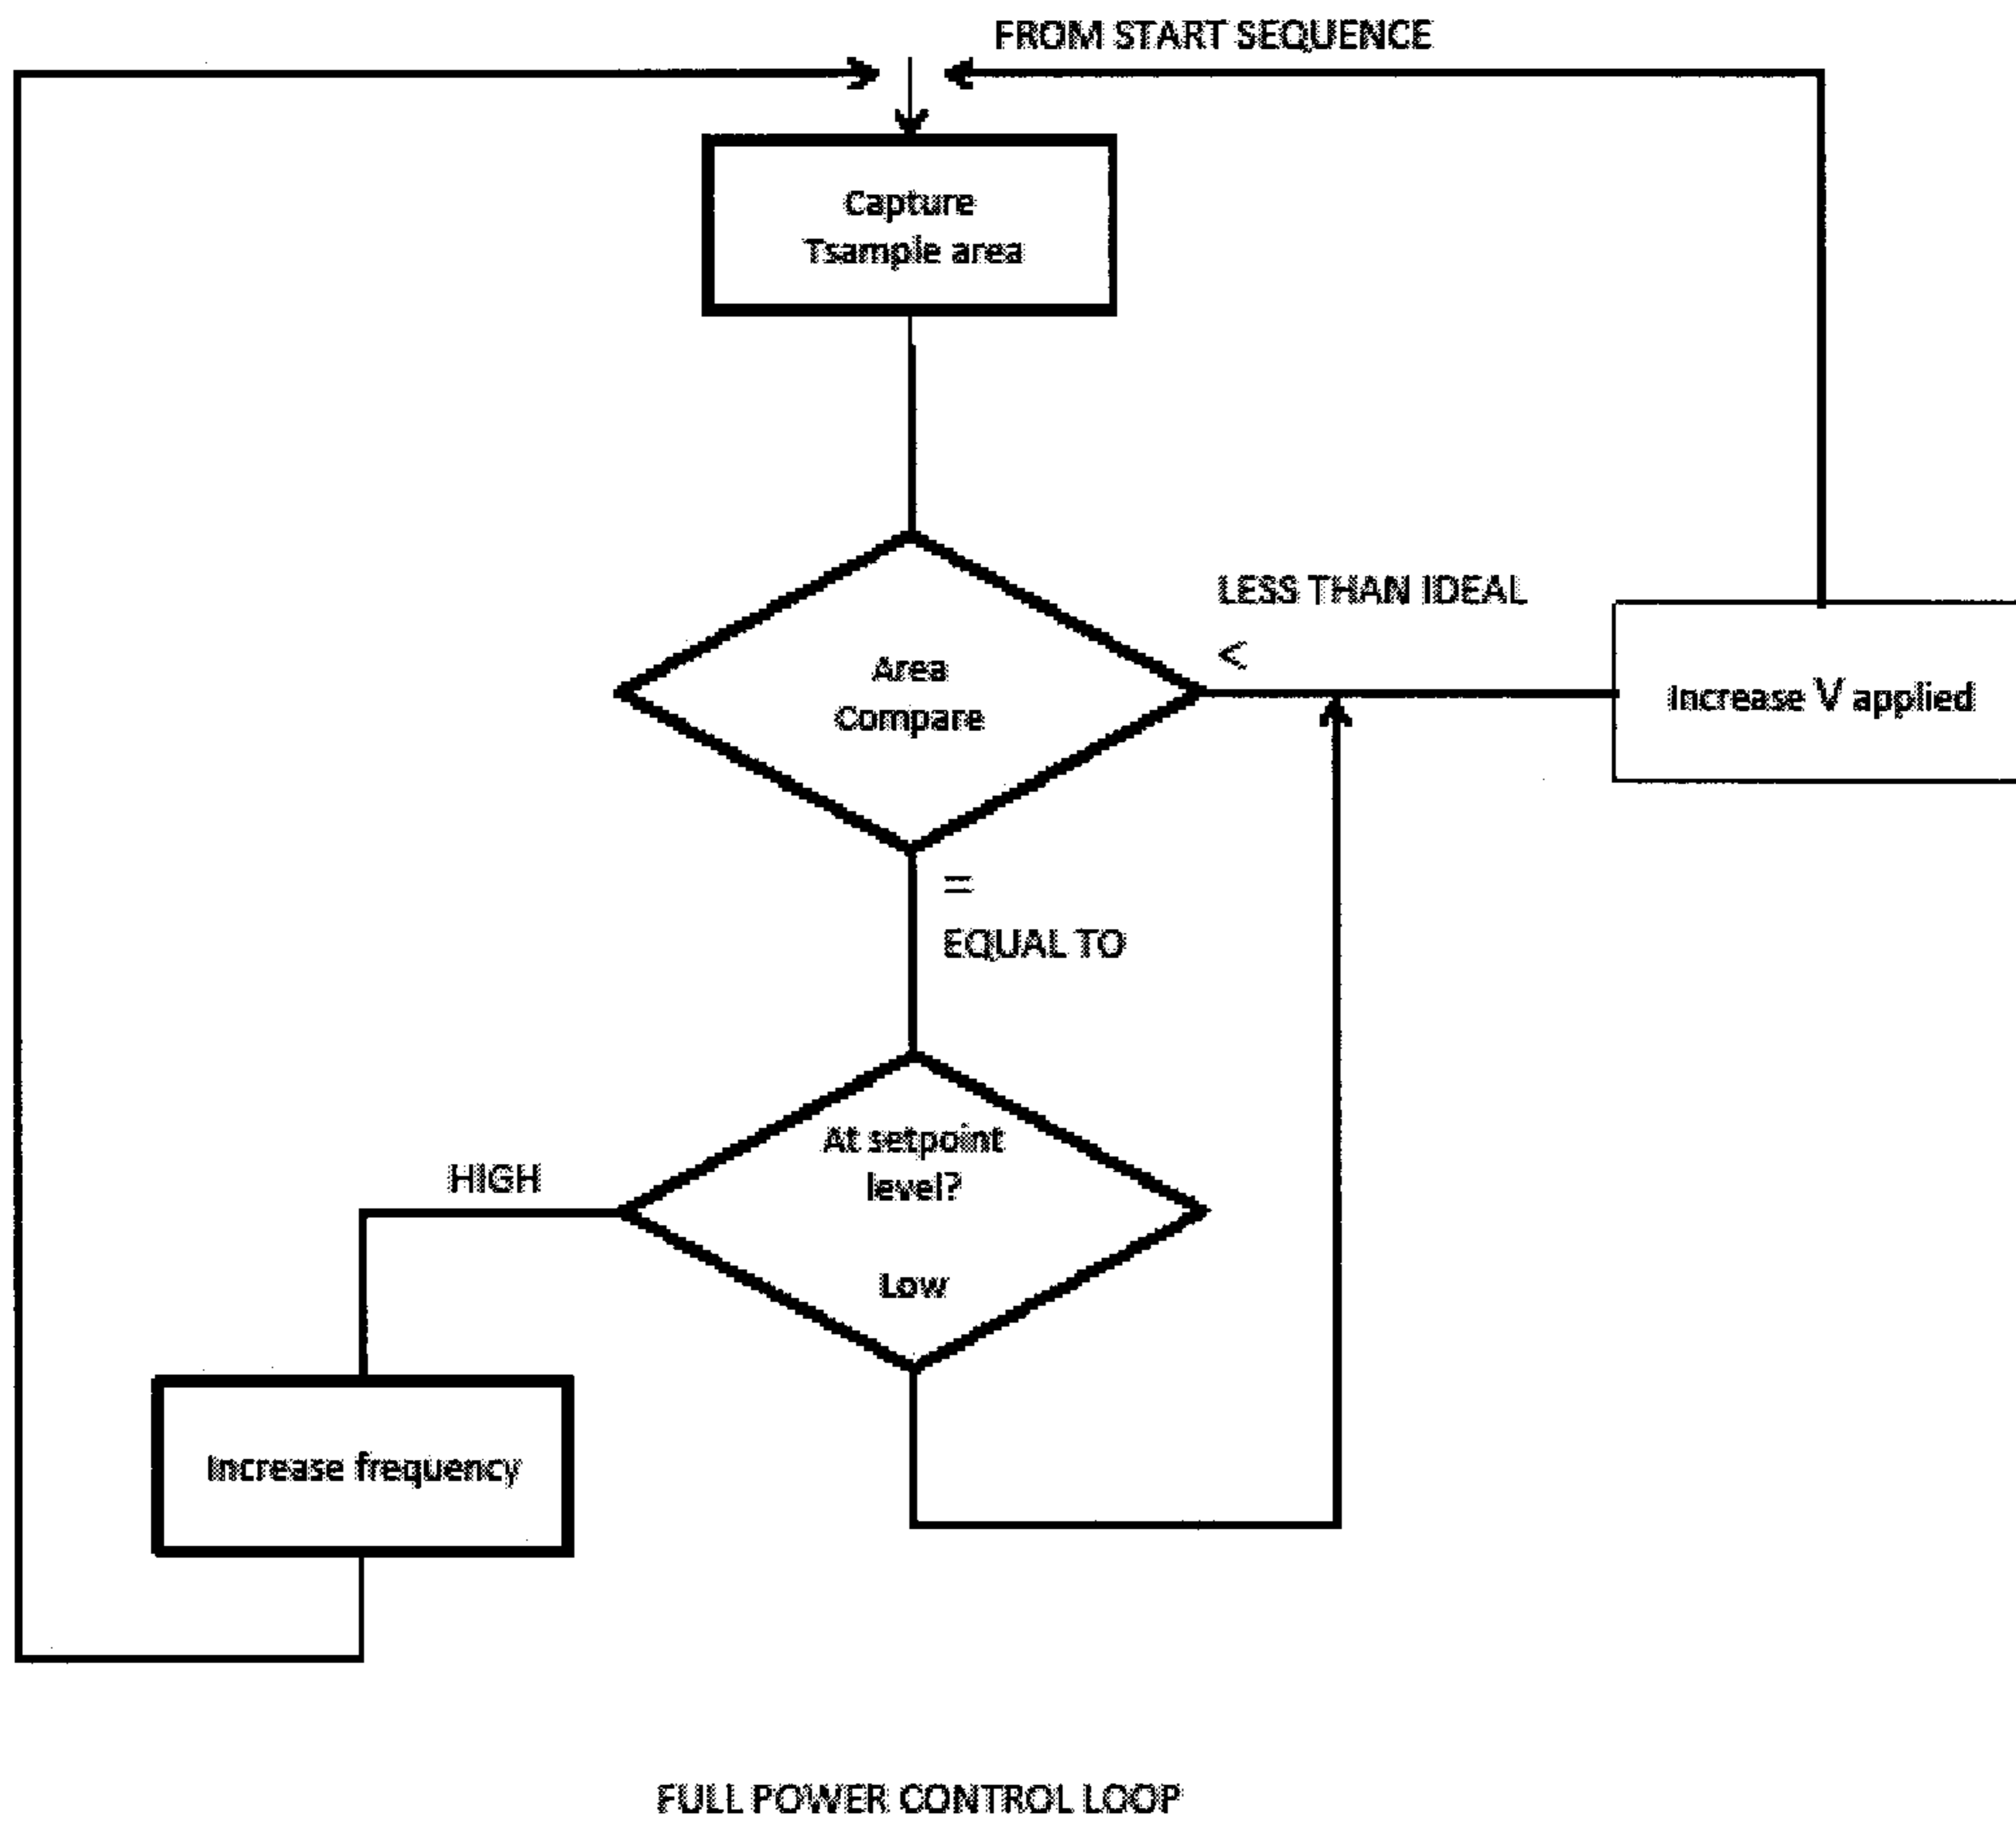 FROM START SEQUENCE
Capture
Tsample area
LESS THAN IDEAL
<
Area
Compare
Increase V applied
=
EQUAL TO
At setpoint
level?
HIGH
Low
Increase frequency
FULL POWER CONTROL LOOP